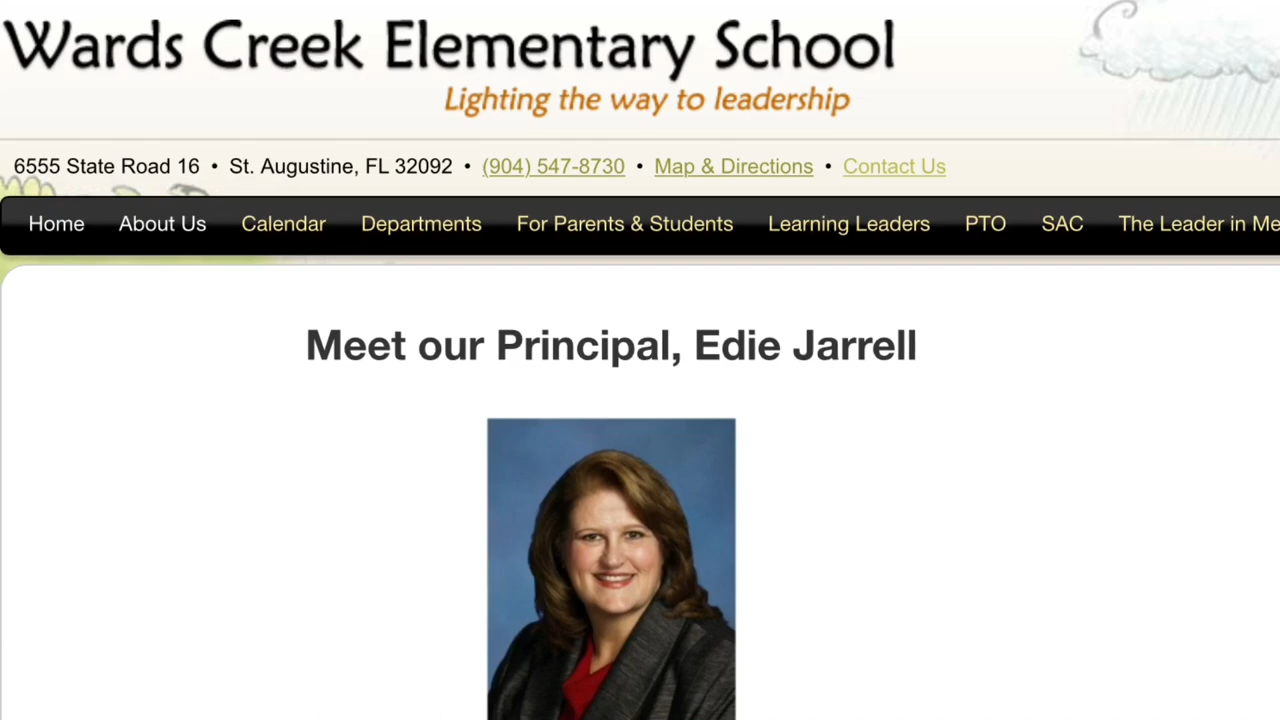 Wards Creek Elementary School
Lighting the way to leadership
6555 State Road 16 • St. Augustine, FL 32092 • (904) 547-8730 • Map & Directions • Contact Us
Home About Us Calendar Departments For Parents & Students Learning Leaders PTO SAC The Leader in Me
Meet our Principal, Edie Jarrell